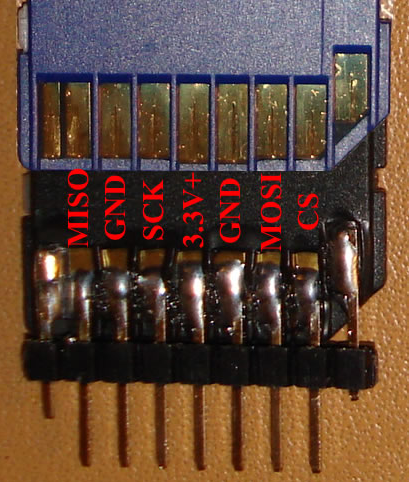 MISO
GND
SCK
3.3V+
GND
MOSI
CS